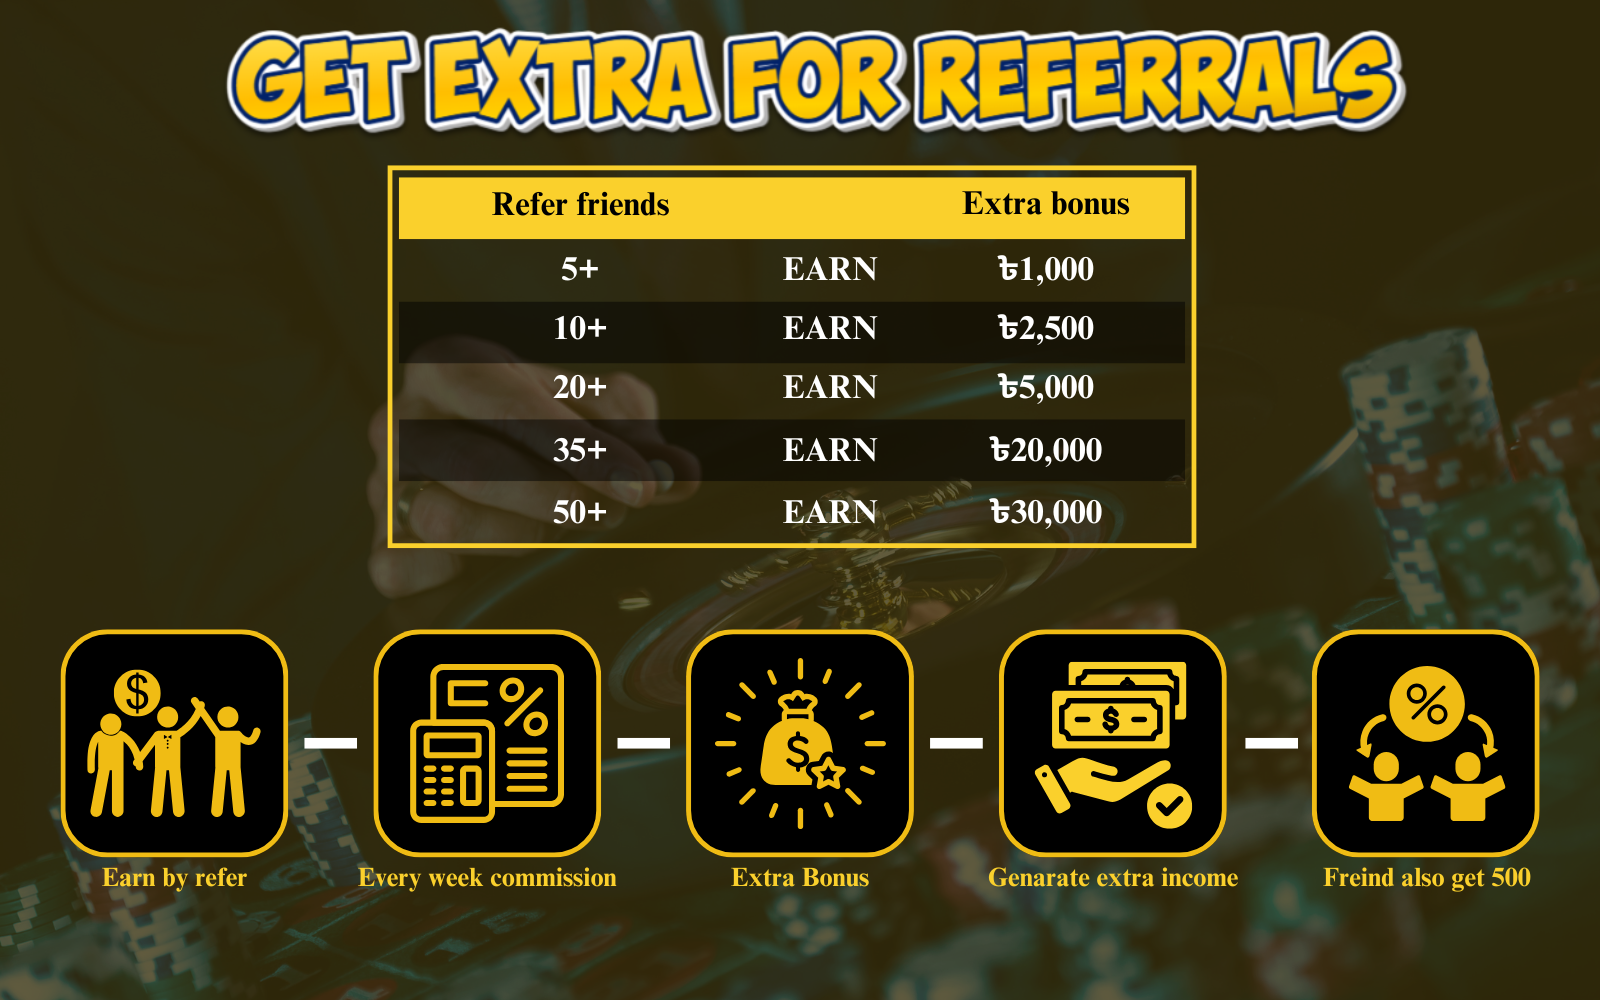 GET EXTRA FOR REFERRALS
Refer friends Extra bonus
5+ EARN ৳1,000
10+ EARN ৳2,500
20+ EARN ৳5,000
35+ EARN ৳20,000
50+ EARN ৳30,000
Earn by refer
Every week commission
Extra Bonus
Genarate extra income
Freind also get 500